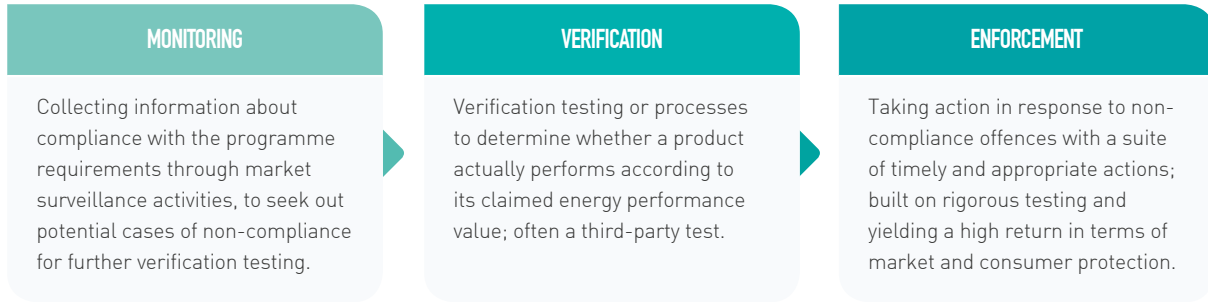 MONITORING
Collecting information about
compliance with the programme
requirements through market
surveillance activities, to seek out
potential cases of non-compliance
for further verification testing.
VERIFICATION
Verification testing or processes
to determine whether a product
actually performs according to
its claimed energy performance
value; often a third-party test.
ENFORCEMENT
Taking action in response to non-
compliance offences with a suite
of timely and appropriate actions;
built on rigorous testing and
yielding a high return in terms of
market and consumer protection.